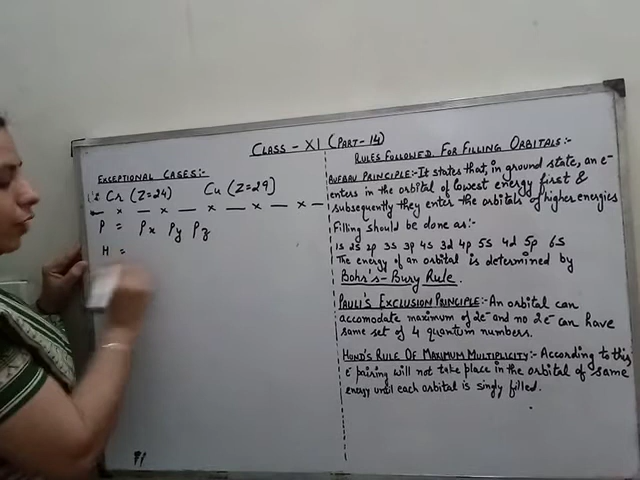 CLASS - XI (PART-14)
EXCEPTIONAL CASES:-
Cr (Z=24) Cu (Z=29)
P = Px Py Pz
H =
RULES FOLLOWED FOR FILLING ORBITALS:-
AUFBAU PRINCIPLE:- It states that, in ground state, an e⁻
enters in the orbital of lowest energy first &
subsequently they enter the orbitals of higher energies
Filling should be done as:-
1s 2s 2p 3s 3p 4s 3d 4p 5s 4d 5p 6s
The energy of an orbital is determined by
Bohr's-Bury Rule.
PAULI'S EXCLUSION PRINCIPLE:- An orbital can
accomodate maximum of 2e⁻ and no 2e⁻ can have
same set of 4 quantum numbers.
HUND'S RULE OF MAXIMUM MULTIPLICITY:- According to this,
e⁻ pairing will not take place in the orbital of same
energy until each orbital is singly filled.